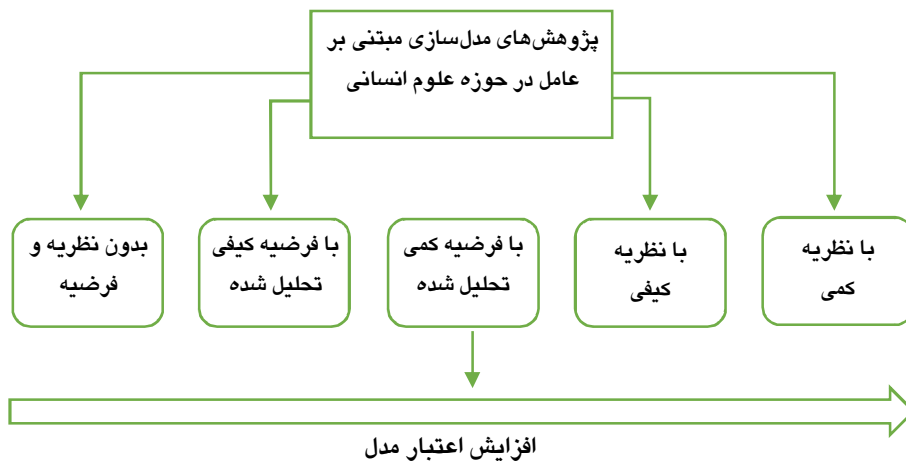 پژوهش‌های مدل‌سازی مبتنی بر
عامل در حوزه علوم انسانی
با نظریه
کمی
با نظریه
کیفی
با فرضیه کمی
تحلیل شده
با فرضیه کیفی
تحلیل شده
بدون نظریه و
فرضیه
افزایش اعتبار مدل